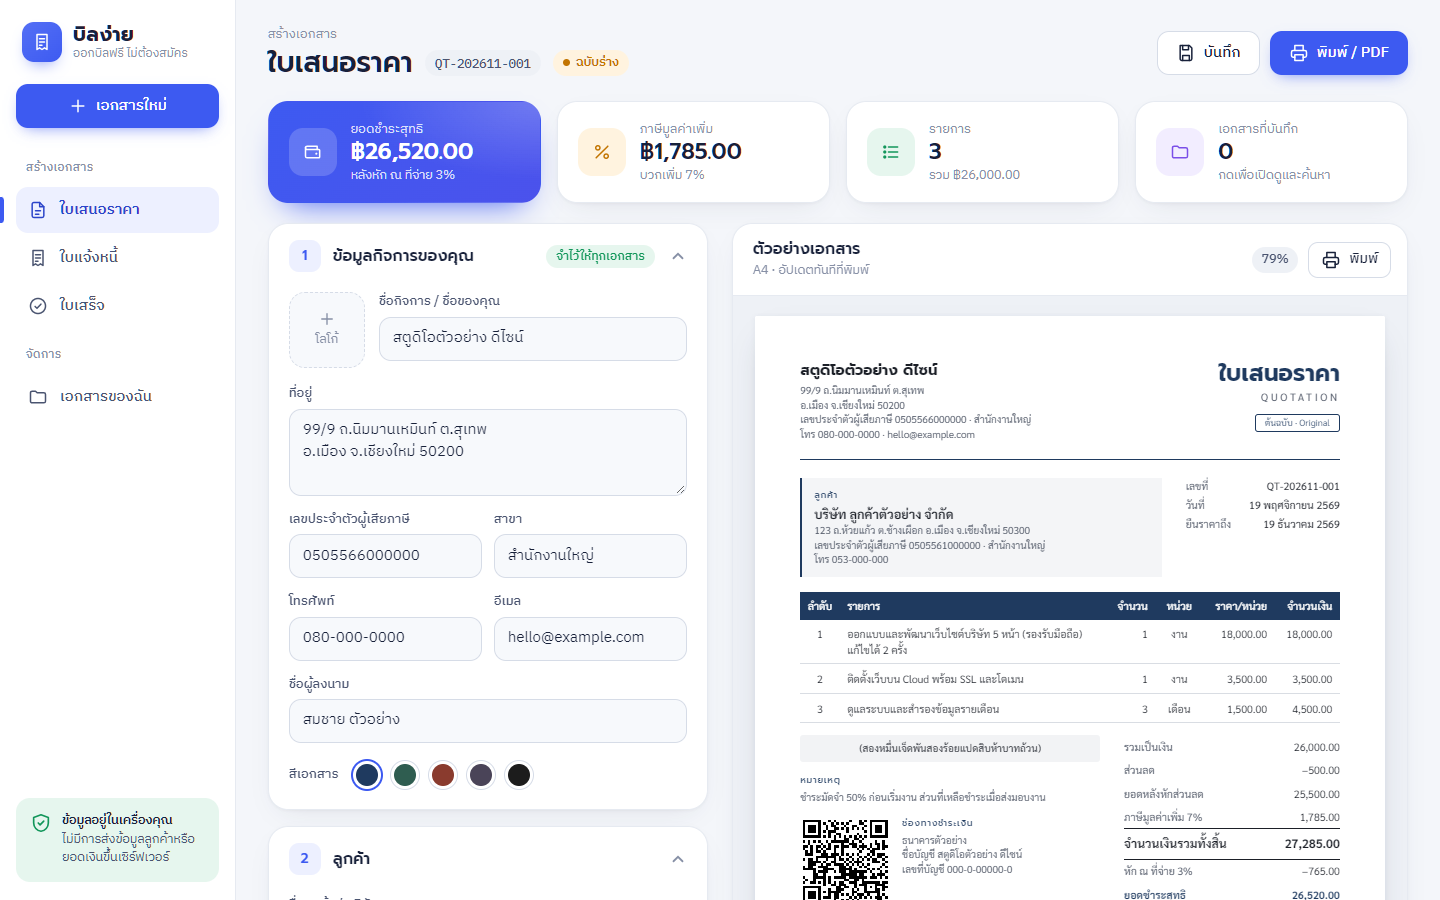 บิลง่าย
ออกบิลฟรี ไม่ต้องสมัคร
เอกสารใหม่
สร้างเอกสาร
ใบเสนอราคา
ใบแจ้งหนี้
ใบเสร็จ
จัดการ
เอกสารของฉัน
ข้อมูลอยู่ในเครื่องคุณ
ไม่มีการส่งข้อมูลลูกค้าหรือ
ยอดเงินขึ้นเซิร์ฟเวอร์
สร้างเอกสาร
ใบเสนอราคา QT-202611-001 ฉบับร่าง
บันทึก
พิมพ์ / PDF
ยอดชำระสุทธิ
฿26,520.00
หลังหัก ณ ที่จ่าย 3%
ภาษีมูลค่าเพิ่ม
฿1,785.00
บวกเพิ่ม 7%
รายการ
3
รวม ฿26,000.00
เอกสารที่บันทึก
0
กดเพื่อเปิดดูและค้นหา
1 ข้อมูลกิจการของคุณ จำไว้ให้ทุกเอกสาร
โลโก้
ชื่อกิจการ / ชื่อของคุณ
สตูดิโอตัวอย่าง ดีไซน์
ที่อยู่
99/9 ถ.นิมมานเหมินท์ ต.สุเทพ
อ.เมือง จ.เชียงใหม่ 50200
เลขประจำตัวผู้เสียภาษี สาขา
0505566000000 สำนักงานใหญ่
โทรศัพท์ อีเมล
080-000-0000 hello@example.com
ชื่อผู้ลงนาม
สมชาย ตัวอย่าง
สีเอกสาร
2 ลูกค้า
ตัวอย่างเอกสาร
A4 · อัปเดตทันทีที่พิมพ์
79% พิมพ์
สตูดิโอตัวอย่าง ดีไซน์
99/9 ถ.นิมมานเหมินท์ ต.สุเทพ
อ.เมือง จ.เชียงใหม่ 50200
เลขประจำตัวผู้เสียภาษี 0505566000000 · สำนักงานใหญ่
โทร 080-000-0000 · hello@example.com
ใบเสนอราคา
QUOTATION
ต้นฉบับ · Original
ลูกค้า
บริษัท ลูกค้าตัวอย่าง จำกัด
123 ถ.ห้วยแก้ว ต.ช้างเผือก อ.เมือง จ.เชียงใหม่ 50300
เลขประจำตัวผู้เสียภาษี 0505561000000 · สำนักงานใหญ่
โทร 053-000-000
เลขที่ QT-202611-001
วันที่ 19 พฤศจิกายน 2569
ยืนราคาถึง 19 ธันวาคม 2569
ลำดับ รายการ จำนวน หน่วย ราคา/หน่วย จำนวนเงิน
1 ออกแบบและพัฒนาเว็บไซต์บริษัท 5 หน้า (รองรับมือถือ) 1 งาน 18,000.00 18,000.00
แก้ไขได้ 2 ครั้ง
2 ติดตั้งเว็บบน Cloud พร้อม SSL และโดเมน 1 งาน 3,500.00 3,500.00
3 ดูแลระบบและสำรองข้อมูลรายเดือน 3 เดือน 1,500.00 4,500.00
(สองหมื่นเจ็ดพันสองร้อยแปดสิบห้าบาทถ้วน)
หมายเหตุ
ชำระมัดจำ 50% ก่อนเริ่มงาน ส่วนที่เหลือชำระเมื่อส่งมอบงาน
ช่องทางชำระเงิน
ธนาคารตัวอย่าง
ชื่อบัญชี สตูดิโอตัวอย่าง ดีไซน์
เลขที่บัญชี 000-0-00000-0
รวมเป็นเงิน 26,000.00
ส่วนลด −500.00
ยอดหลังหักส่วนลด 25,500.00
ภาษีมูลค่าเพิ่ม 7% 1,785.00
จำนวนเงินรวมทั้งสิ้น 27,285.00
หัก ณ ที่จ่าย 3% −765.00
ยอดชำระสุทธิ 26,520.00